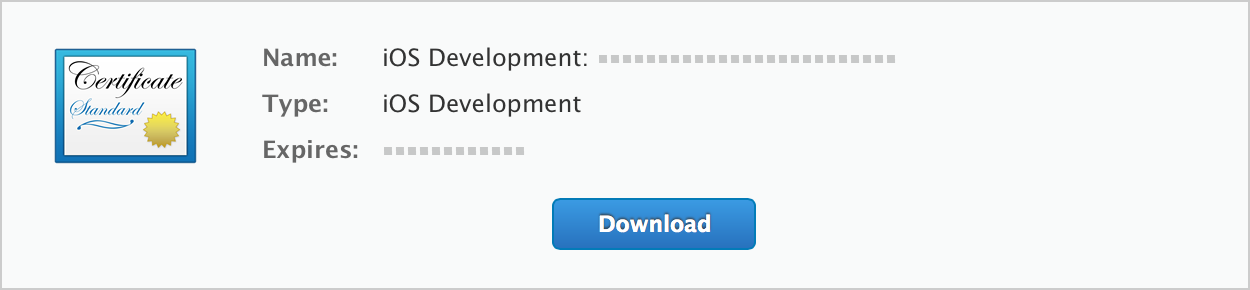 Certificate
Standard
Name: iOS Development:
Type: iOS Development
Expires:
Download